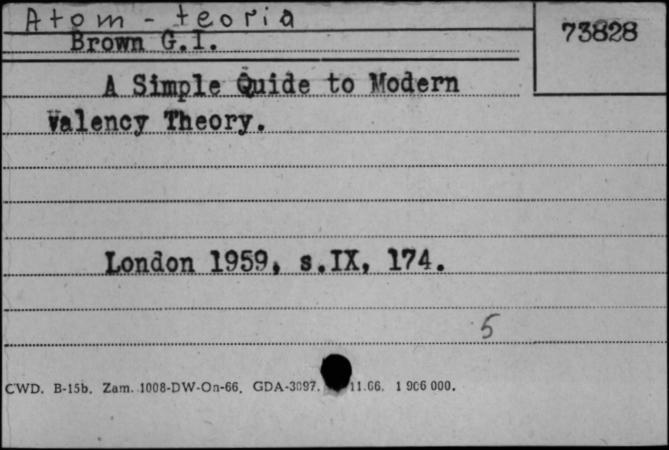 Atom - teoria
73828
Brown G.I.
A Simple Quide to Modern
Valency Theory.
London 1959, s.IX, 174.
5
CWD. B-15b. Zam. 1008-DW-On-66. GDA-3097. 11.66. 1 906 000.